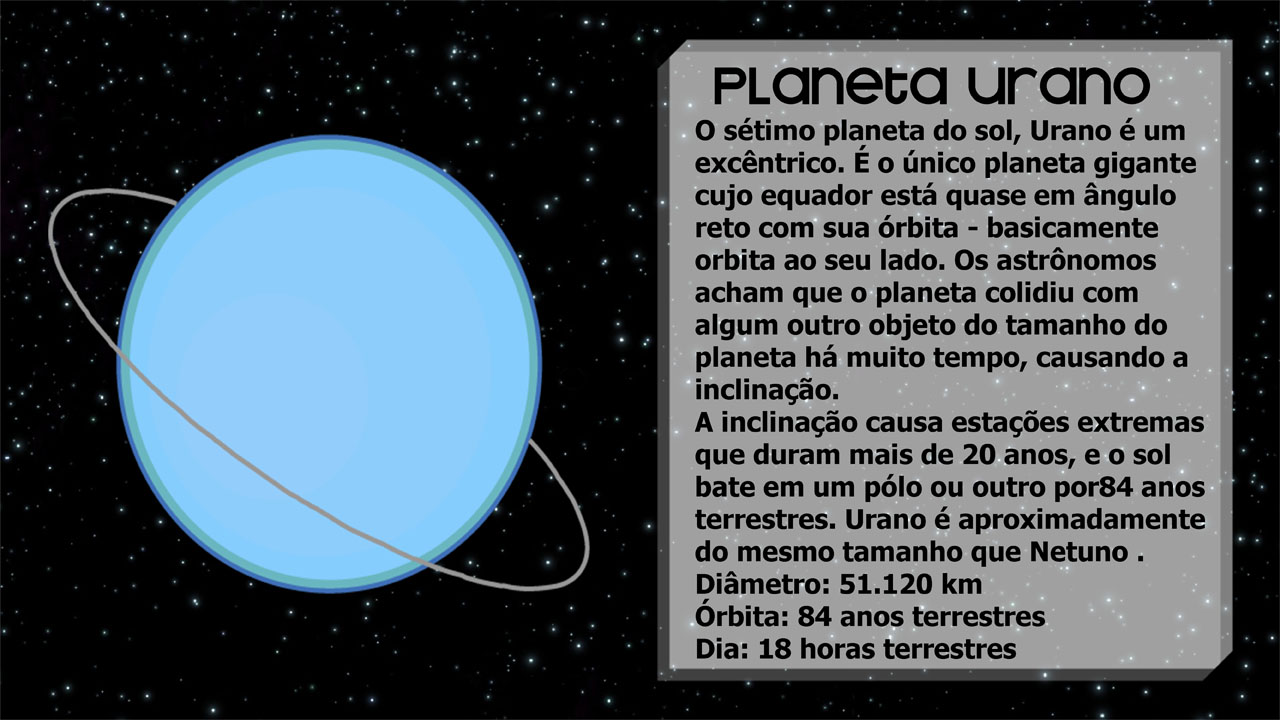 Planeta Urano
O sétimo planeta do sol, Urano é um
excêntrico. É o único planeta gigante
cujo equador está quase em ângulo
reto com sua órbita - basicamente
orbita ao seu lado. Os astrônomos
acham que o planeta colidiu com
algum outro objeto do tamanho do
planeta há muito tempo, causando a
inclinação.
A inclinação causa estações extremas
que duram mais de 20 anos, e o sol
bate em um pólo ou outro por84 anos
terrestres. Urano é aproximadamente
do mesmo tamanho que Netuno .
Diâmetro: 51.120 km
Órbita: 84 anos terrestres
Dia: 18 horas terrestres